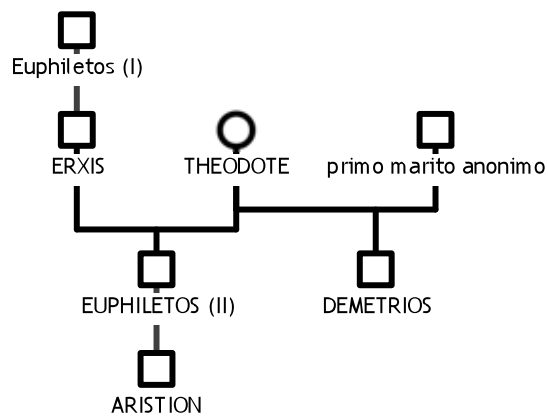 Euphiletos (I)
ERXIS
THEODOTE
primo marito anonimo
EUPHILETOS (II)
DEMETRIOS
ARISTION